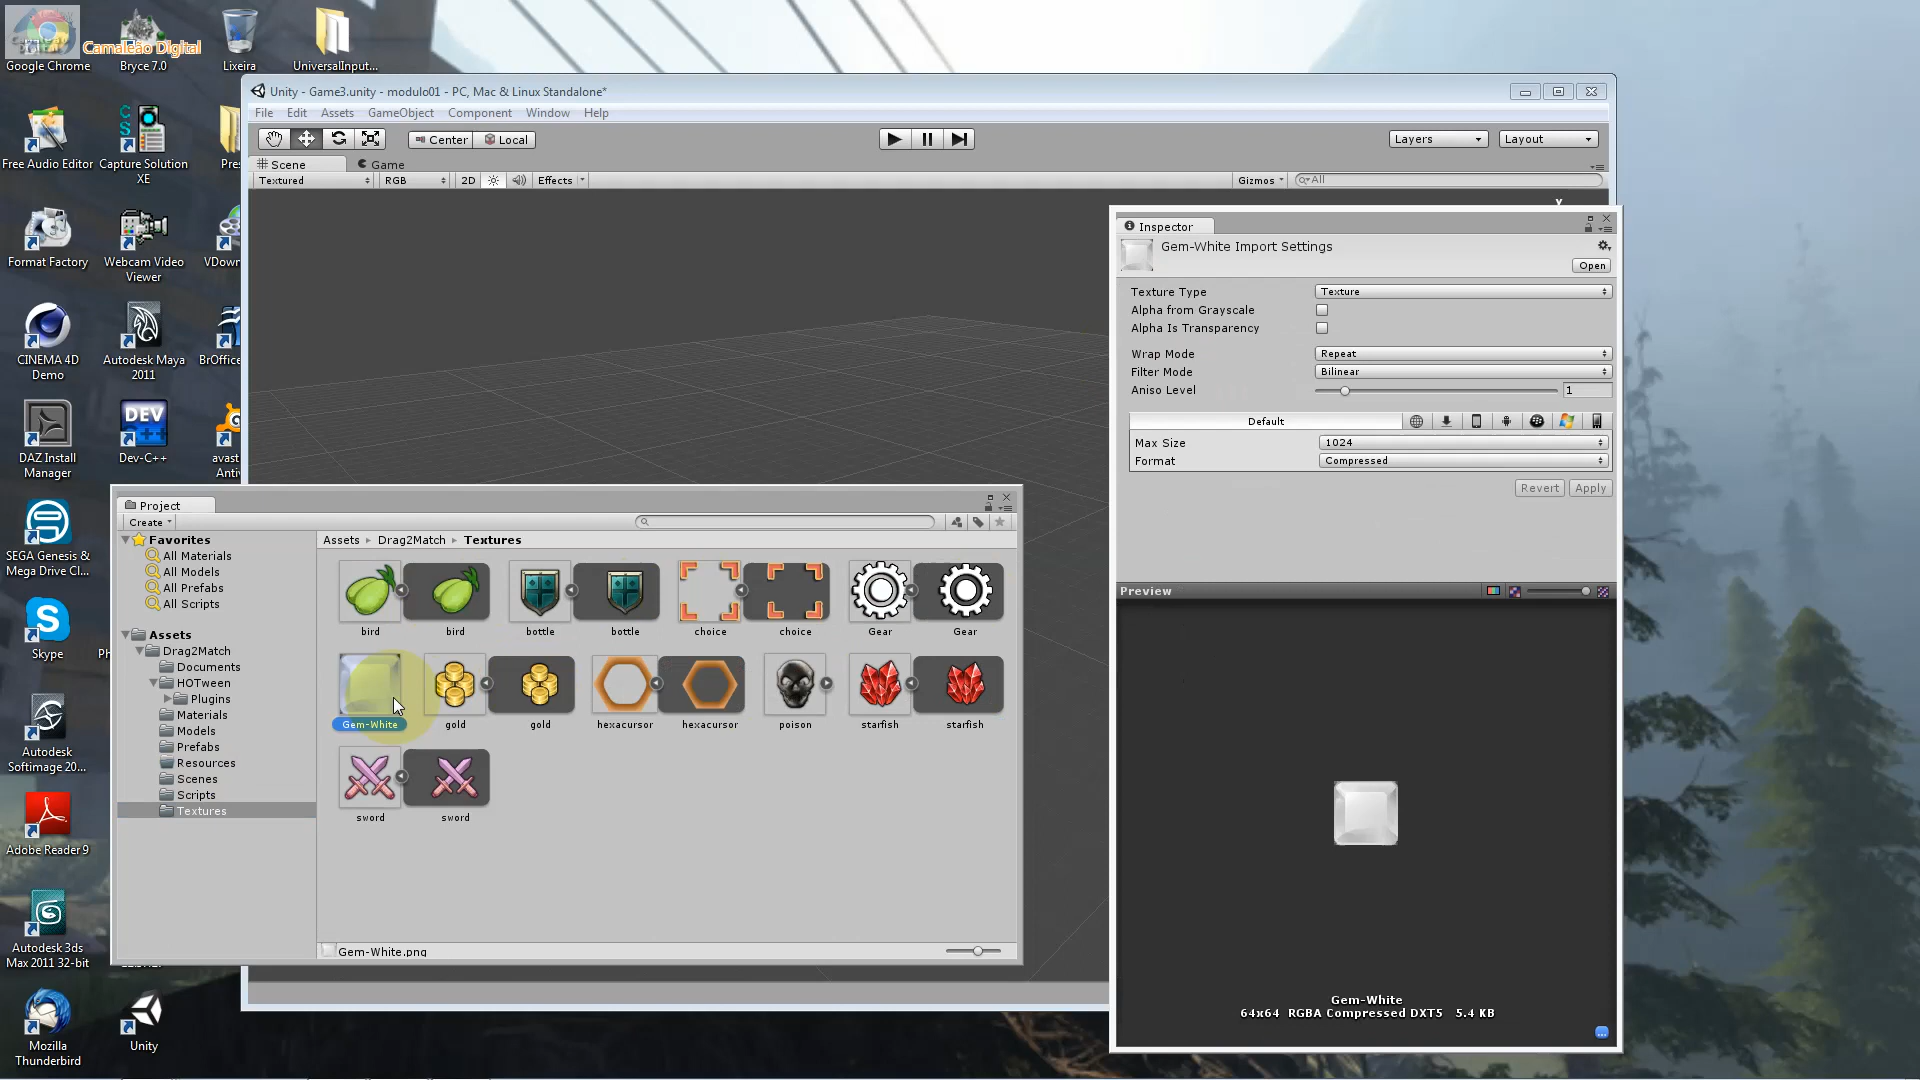 Google Chrome
Camaleão Digital
Bryce 7.0
Lixeira
UniversalInput...
Unity - Game3.unity - modulo01 - PC, Mac & Linux Standalone*
File Edit Assets GameObject Component Window Help
Center Local
Layers
Layout
Scene
Game
Textured
RGB
2D
Effects
Gizmos
All
Free Audio Editor
Capture Solution XE
Pres
Format Factory
Webcam Video Viewer
VDown
CINEMA 4D Demo
Autodesk Maya 2011
BrOffice
DAZ Install Manager
DEV
Dev-C++
avast
Anti
SEGA Genesis & Mega Drive Cl...
Skype
Autodesk Softimage 20...
Adobe Reader 9
Autodesk 3ds Max 2011 32-bit
Mozilla Thunderbird
Unity
y
Inspector
Gem-White Import Settings
Open
Texture Type
Texture
Alpha from Grayscale
Alpha Is Transparency
Wrap Mode
Repeat
Filter Mode
Bilinear
Aniso Level
1
Default
Max Size
1024
Format
Compressed
Revert
Apply
Preview
Gem-White
64x64 RGBA Compressed DXT5 5.4 KB
Project
Create
Favorites
All Materials
All Models
All Prefabs
All Scripts
Assets
Drag2Match
Documents
HOTween
Plugins
Materials
Models
Prefabs
Resources
Scenes
Scripts
Textures
Assets Drag2Match Textures
bird bird bottle bottle choice choice Gear Gear
Gem-White gold gold hexacursor hexacursor poison starfish starfish
sword sword
Gem-White.png